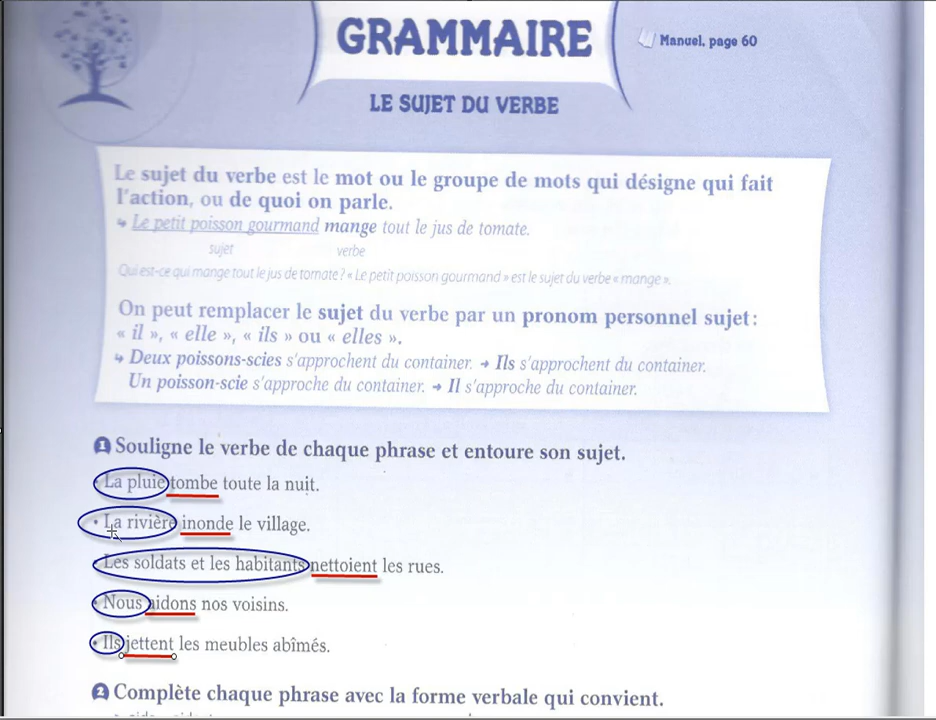 GRAMMAIRE
Manuel, page 60
LE SUJET DU VERBE
Le sujet du verbe est le mot ou le groupe de mots qui désigne qui fait
l'action, ou de quoi on parle.
↪ Le petit poisson gourmand mange tout le jus de tomate.
sujet verbe
Qui est-ce qui mange tout le jus de tomate ? « Le petit poisson gourmand » est le sujet du verbe « mange ».
On peut remplacer le sujet du verbe par un pronom personnel sujet :
« il », « elle », « ils » ou « elles ».
↪ Deux poissons-scies s'approchent du container. → Ils s'approchent du container.
Un poisson-scie s'approche du container. → Il s'approche du container.
1 Souligne le verbe de chaque phrase et entoure son sujet.
• La pluie tombe toute la nuit.
• La rivière inonde le village.
• Les soldats et les habitants nettoient les rues.
• Nous aidons nos voisins.
• Ils jettent les meubles abîmés.
2 Complète chaque phrase avec la forme verbale qui convient.